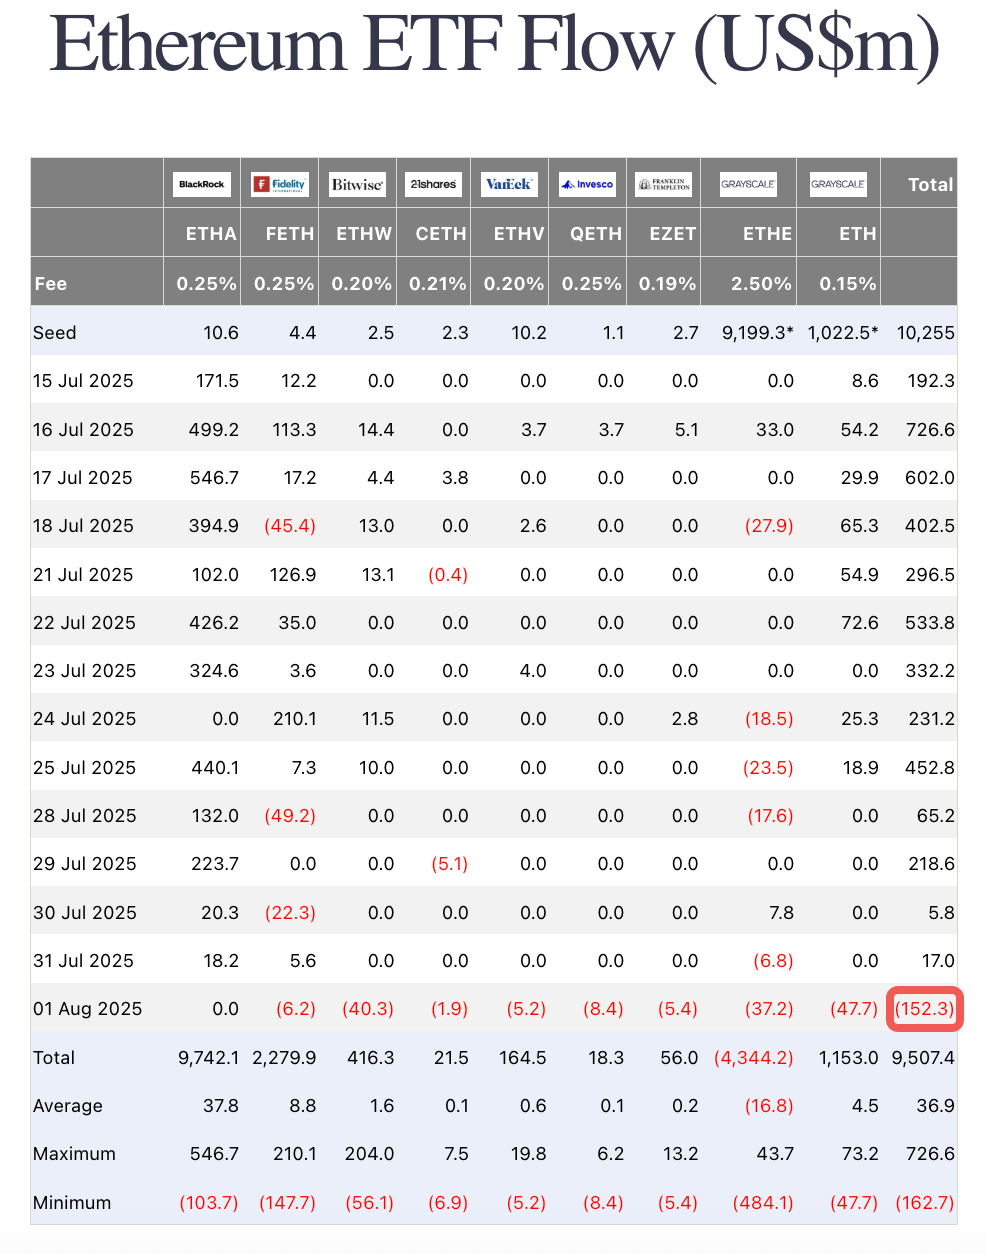 Ethereum ETF Flow (US$m)
BlackRock Fidelity INTERNATIONAL Bitwise 21shares VanEck Invesco FRANKLIN TEMPLETON GRAYSCALE GRAYSCALE Total
ETHA FETH ETHW CETH ETHV QETH EZET ETHE ETH
Fee 0.25% 0.25% 0.20% 0.21% 0.20% 0.25% 0.19% 2.50% 0.15%
Seed 10.6 4.4 2.5 2.3 10.2 1.1 2.7 9,199.3* 1,022.5* 10,255
15 Jul 2025 171.5 12.2 0.0 0.0 0.0 0.0 0.0 0.0 8.6 192.3
16 Jul 2025 499.2 113.3 14.4 0.0 3.7 3.7 5.1 33.0 54.2 726.6
17 Jul 2025 546.7 17.2 4.4 3.8 0.0 0.0 0.0 0.0 29.9 602.0
18 Jul 2025 394.9 (45.4) 13.0 0.0 2.6 0.0 0.0 (27.9) 65.3 402.5
21 Jul 2025 102.0 126.9 13.1 (0.4) 0.0 0.0 0.0 0.0 54.9 296.5
22 Jul 2025 426.2 35.0 0.0 0.0 0.0 0.0 0.0 0.0 72.6 533.8
23 Jul 2025 324.6 3.6 0.0 0.0 4.0 0.0 0.0 0.0 0.0 332.2
24 Jul 2025 0.0 210.1 11.5 0.0 0.0 0.0 2.8 (18.5) 25.3 231.2
25 Jul 2025 440.1 7.3 10.0 0.0 0.0 0.0 0.0 (23.5) 18.9 452.8
28 Jul 2025 132.0 (49.2) 0.0 0.0 0.0 0.0 0.0 (17.6) 0.0 65.2
29 Jul 2025 223.7 0.0 0.0 (5.1) 0.0 0.0 0.0 0.0 0.0 218.6
30 Jul 2025 20.3 (22.3) 0.0 0.0 0.0 0.0 0.0 7.8 0.0 5.8
31 Jul 2025 18.2 5.6 0.0 0.0 0.0 0.0 0.0 (6.8) 0.0 17.0
01 Aug 2025 0.0 (6.2) (40.3) (1.9) (5.2) (8.4) (5.4) (37.2) (47.7) (152.3)
Total 9,742.1 2,279.9 416.3 21.5 164.5 18.3 56.0 (4,344.2) 1,153.0 9,507.4
Average 37.8 8.8 1.6 0.1 0.6 0.1 0.2 (16.8) 4.5 36.9
Maximum 546.7 210.1 204.0 7.5 19.8 6.2 13.2 43.7 73.2 726.6
Minimum (103.7) (147.7) (56.1) (6.9) (5.2) (8.4) (5.4) (484.1) (47.7) (162.7)